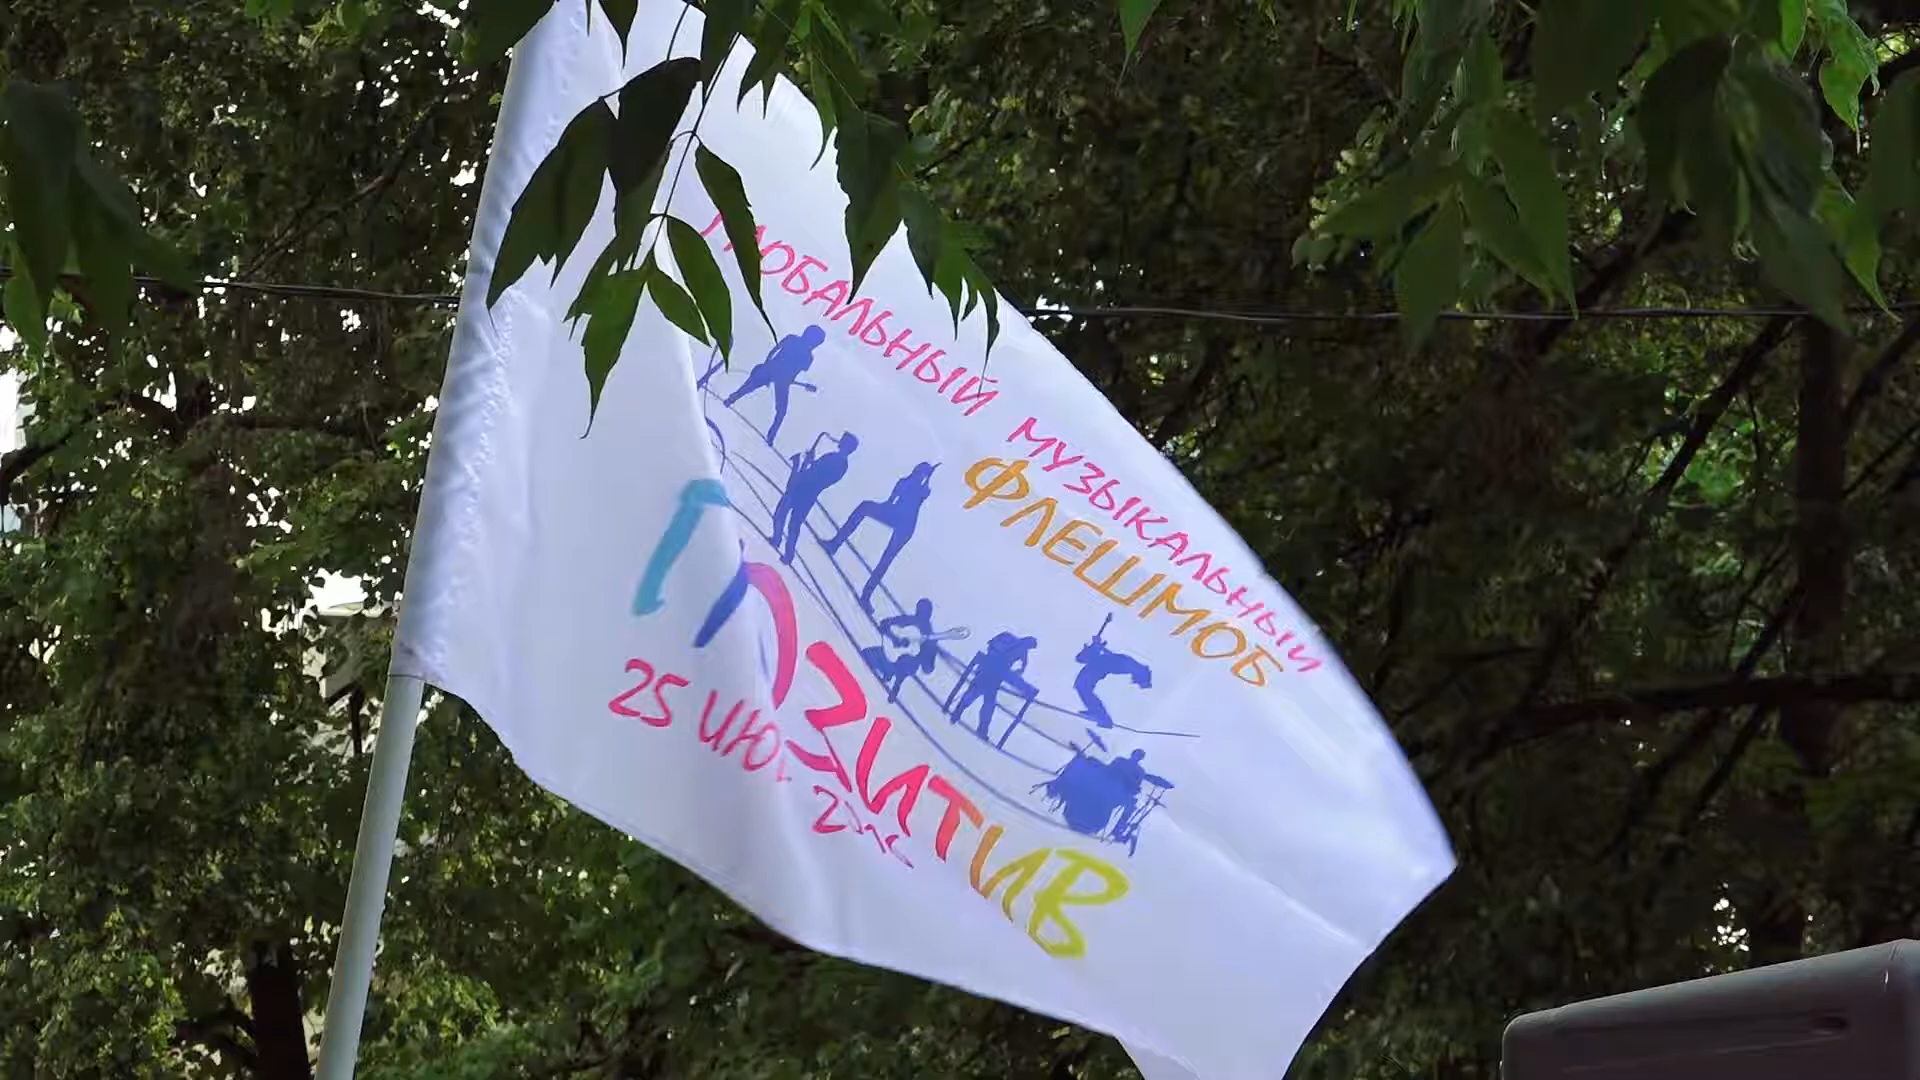 ГЛОБАЛЬНЫЙ МУЗЫКАЛЬНЫЙ
ФЛЕШМОБ
ПОЗИТИВ
25